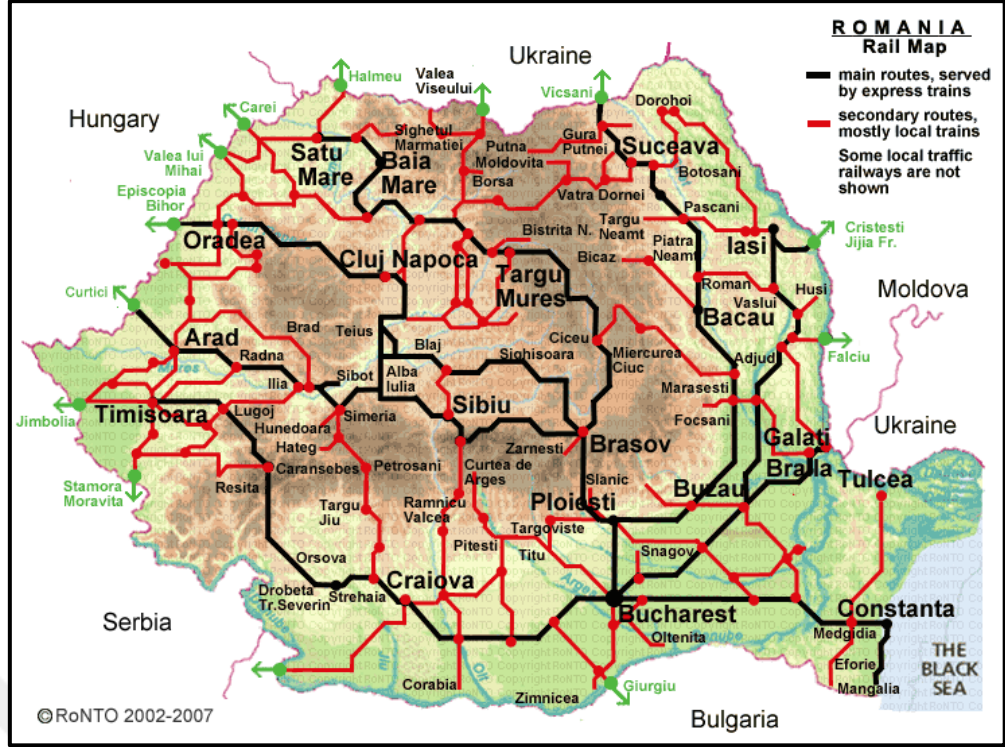 ROMANIA
Rail Map
main routes, served
by express trains
secondary routes,
mostly local trains
Some local traffic
railways are not
shown
Ukraine
Halmeu
Valea
Viseului
Vicsani
Carei
Dorohoi
Hungary
Sighetul
Marmatiei
Gura
Putnei
Putna
Suceava
Valea lui
Mihai
Satu
Mare
Baia
Mare
Moldovita
Borsa
Botosani
Episcopia
Bihor
Vatra Dornei
Pascani
Targu
Neamt
Oradea
Bistrita N.
Iasi
Cristesti
Jijia Fr.
Cluj Napoca
Piatra
Neamt
Bicaz
Targu
Mures
Roman
Husi
Moldova
Curtici
Vaslui
Bacau
Arad
Brad
Teius
Blaj
Ciceu
Miercurea
Ciuc
Adjud
Falciu
Radna
Mures
Sighisoara
Ilia
Sibot
Alba
Iulia
Marasesti
Jimbolia
Timisoara
Lugoj
Hunedoara
Simeria
Sibiu
Focsani
Ukraine
Hateg
Zarnesti
Brasov
Galati
Braila
Stamora
Moravita
Caransebes
Petrosani
Curtea de
Arges
Slanic
Tulcea
Resita
Targu
Jiu
Ramnicu
Valcea
Ploiesti
Buzau
Targoviste
Titu
Pitesti
Snagov
Orsova
Craiova
Arges
Drobeta
Tr.Severin
Strehaia
Bucharest
Constanta
Serbia
Danube
Oltenita
Danube
Medgidia
Jiu
Olt
Eforie
THE
BLACK
SEA
Corabia
Zimnicea
Giurgiu
Mangalia
©RoNTO 2002-2007
Bulgaria